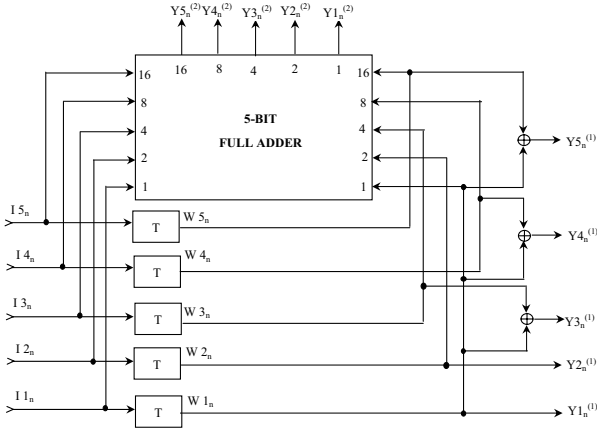 Y5n(2) Y4n(2) Y3n(2) Y2n(2) Y1n(2)
16 8 4 2 1
16 16
8 8
4 4
2 2
1 1
5-BIT
FULL ADDER
Y5n(1)
I 5n T W 5n
Y4n(1)
I 4n T W 4n
I 3n T W 3n
Y3n(1)
I 2n T W 2n Y2n(1)
I 1n T W 1n Y1n(1)